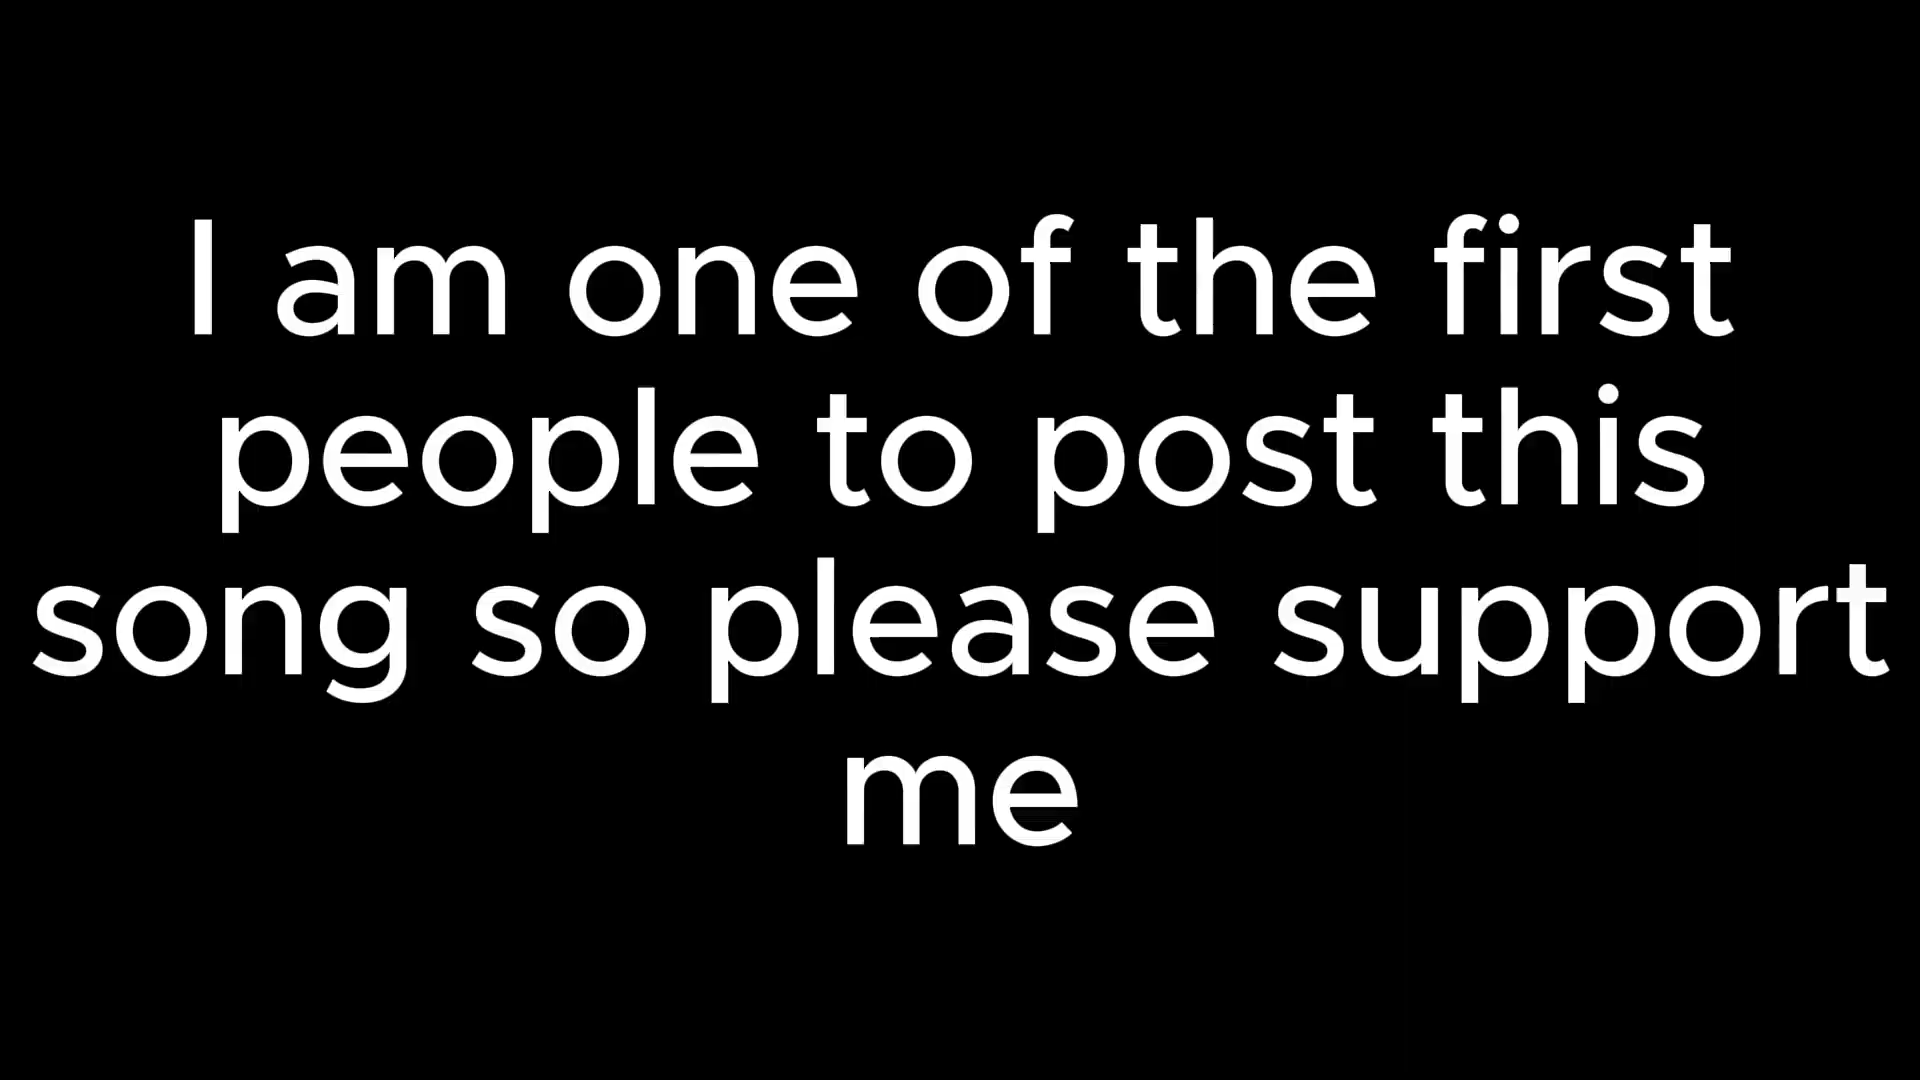 I am one of the first
people to post this
song so please support
me